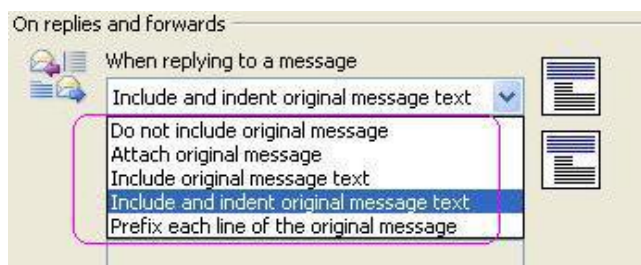 On replies and forwards
When replying to a message
Include and indent original message text
Do not include original message
Attach original message
Include original message text
Include and indent original message text
Prefix each line of the original message